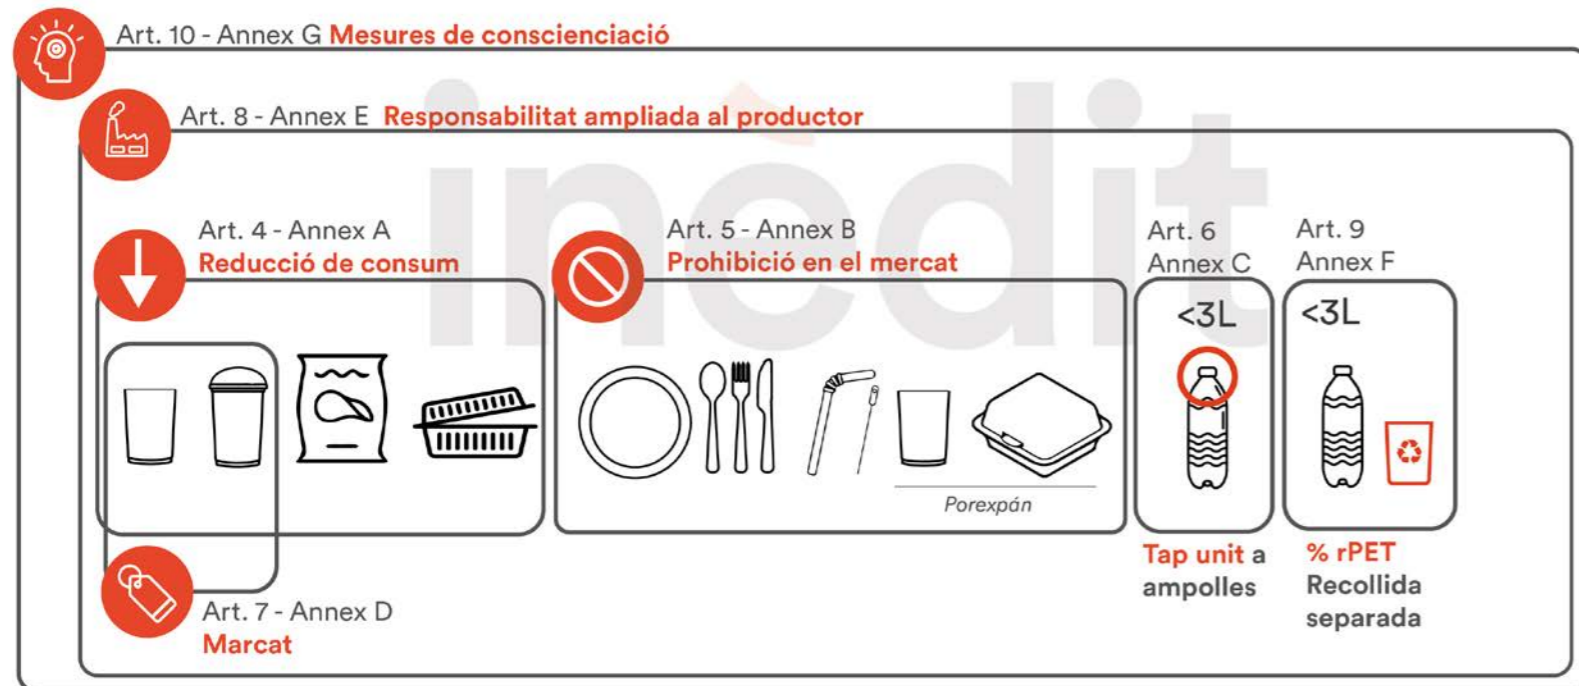 Art. 10 - Annex G Mesures de conscienciació
Art. 8 - Annex E Responsabilitat ampliada al productor
inèdit
Art. 4 - Annex A
Reducció de consum
Art. 5 - Annex B
Prohibició en el mercat
Art. 6
Annex C
Art. 9
Annex F
<3L
<3L
Porexpán
Tap unit a
ampolles
% rPET
Recollida
separada
Art. 7 - Annex D
Marcat